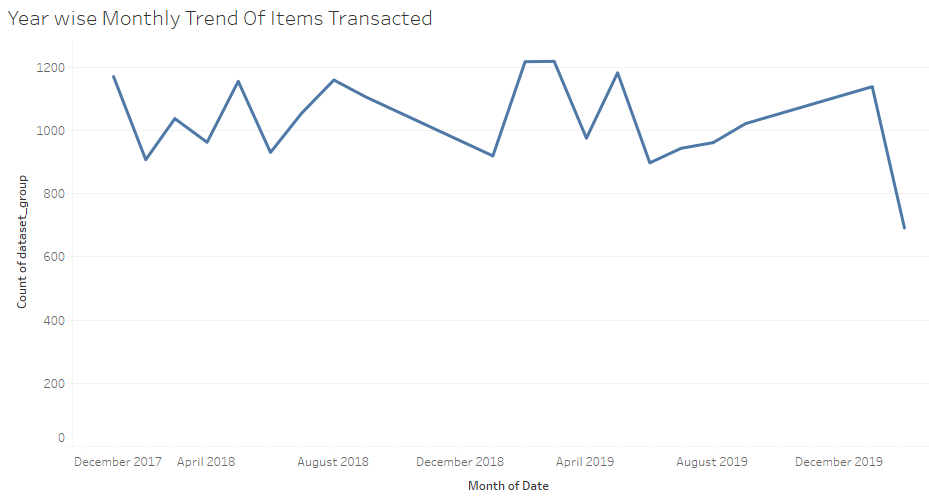 Year wise Monthly Trend Of Items Transacted
1200
1000
800
600
400
200
0
Count of dataset_group
December 2017 April 2018 August 2018 December 2018 April 2019 August 2019 December 2019
Month of Date